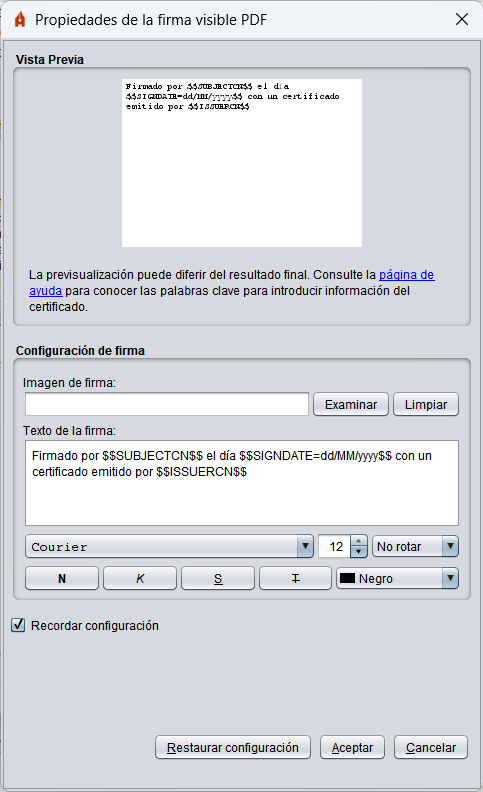 Propiedades de la firma visible PDF
Vista Previa
Firmado por $$SUBJECTCN$$ el día
$$SIGNDATE=dd/MM/yyyy$$ con un certificado
emitido por $$ISSUERCN$$
La previsualización puede diferir del resultado final. Consulte la página de
ayuda para conocer las palabras clave para introducir información del
certificado.
Configuración de firma
Imagen de firma:
Examinar
Limpiar
Texto de la firma:
Firmado por $$SUBJECTCN$$ el día $$SIGNDATE=dd/MM/yyyy$$ con un
certificado emitido por $$ISSUERCN$$
Courier
12
No rotar
N
K
S
T
Negro
Recordar configuración
Restaurar configuración
Aceptar
Cancelar